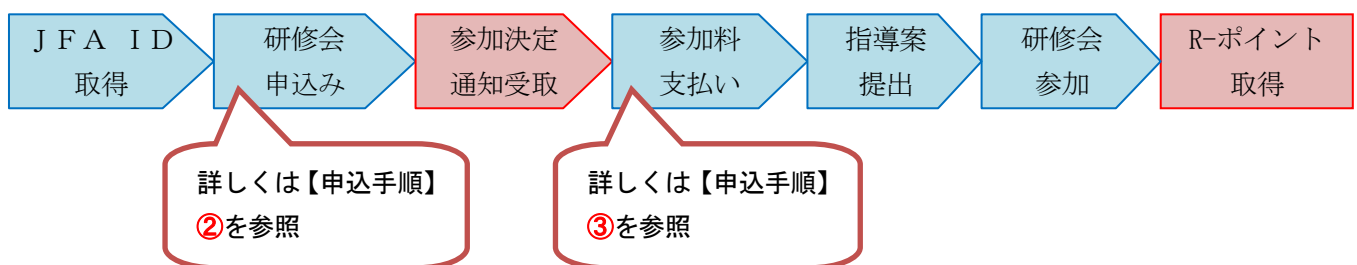 ＪＦＡ ＩＤ
取得
研修会
申込み
参加決定
通知受取
参加料
支払い
指導案
提出
研修会
参加
R-ポイント
取得
詳しくは【申込手順】
②を参照
詳しくは【申込手順】
③を参照